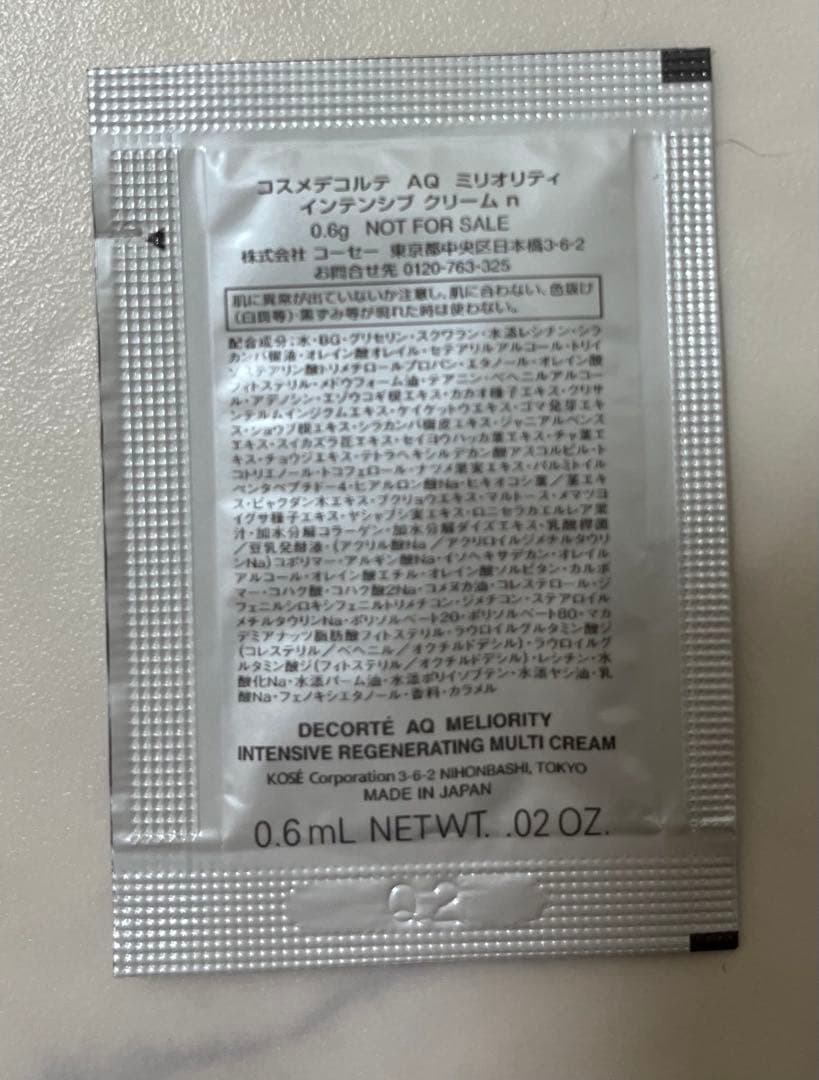 コスメデコルテ AQ ミリオリティ
インテンシブ クリーム n
0.6g NOT FOR SALE
株式会社 コーセー 東京都中央区日本橋3-6-2
お問合せ先 0120-763-325
肌に異常が出ていないか注意し、肌に合わない、色抜け
(白斑等)・黒ずみ等が現れた時は使わない。
配合成分:水・BG・グリセリン・スクワラン・水添レシチン・シラ
カンバ樹液・オレイン酸オレイル・セテアリルアルコール・トリイ
ソステアリン酸トリメチロールプロパン・エタノール・オレイン酸
フィトステリル・メドウフォーム油・テアニン・ベヘニルアルコー
ル・アデノシン・エゾウコギ根エキス・カカオ種子エキス・クリサ
ンテルムインジクムエキス・ケイケットウエキス・ゴマ発芽エキ
ス・ショウブ根エキス・シラカンバ樹皮エキス・ジャニアルベンス
エキス・スイカズラ花エキス・セイヨウハッカ葉エキス・チャ葉エ
キス・チョウジエキス・テトラヘキシルデカン酸アスコルビル・ト
コトリエノール・トコフェロール・ナツメ果実エキス・パルミトイル
ペンタペプチド-4・ヒアルロン酸Na・ヒキオコシ葉/茎エキ
ス・ビャクダン木エキス・ブクリョウエキス・マルトース・メマツヨ
イグサ種子エキス・ヤシャブシ実エキス・ロニセラカエルレア果
汁・加水分解コラーゲン・加水分解ダイズエキス・乳酸桿菌
/豆乳発酵液・(アクリル酸Na/アクリロイルジメチルタウリ
ンNa)コポリマー・アルギン酸Na・イソヘキサデカン・オレイル
アルコール・オレイン酸エチル・オレイン酸ソルビタン・カルボ
マー・コハク酸・コハク酸2Na・コメヌカ油・コレステロール・ジ
フェニルシロキシフェニルトリメチコン・ジメチコン・ステアロイル
メチルタウリンNa・ポリソルベート20・ポリソルベート80・マカ
デミアナッツ脂肪酸フィトステリル・ラウロイルグルタミン酸ジ
(コレステリル/ベヘニル/オクチルドデシル)・ラウロイルグ
ルタミン酸ジ(フィトステリル/オクチルドデシル)・レシチン・水
酸化Na・水添パーム油・水添ポリイソブテン・水添ヤシ油・乳
酸Na・フェノキシエタノール・香料・カラメル
DECORTÉ AQ MELIORITY
INTENSIVE REGENERATING MULTI CREAM
KOSÉ Corporation 3-6-2 NIHONBASHI, TOKYO
MADE IN JAPAN
0.6 mL NET WT. .02 OZ.